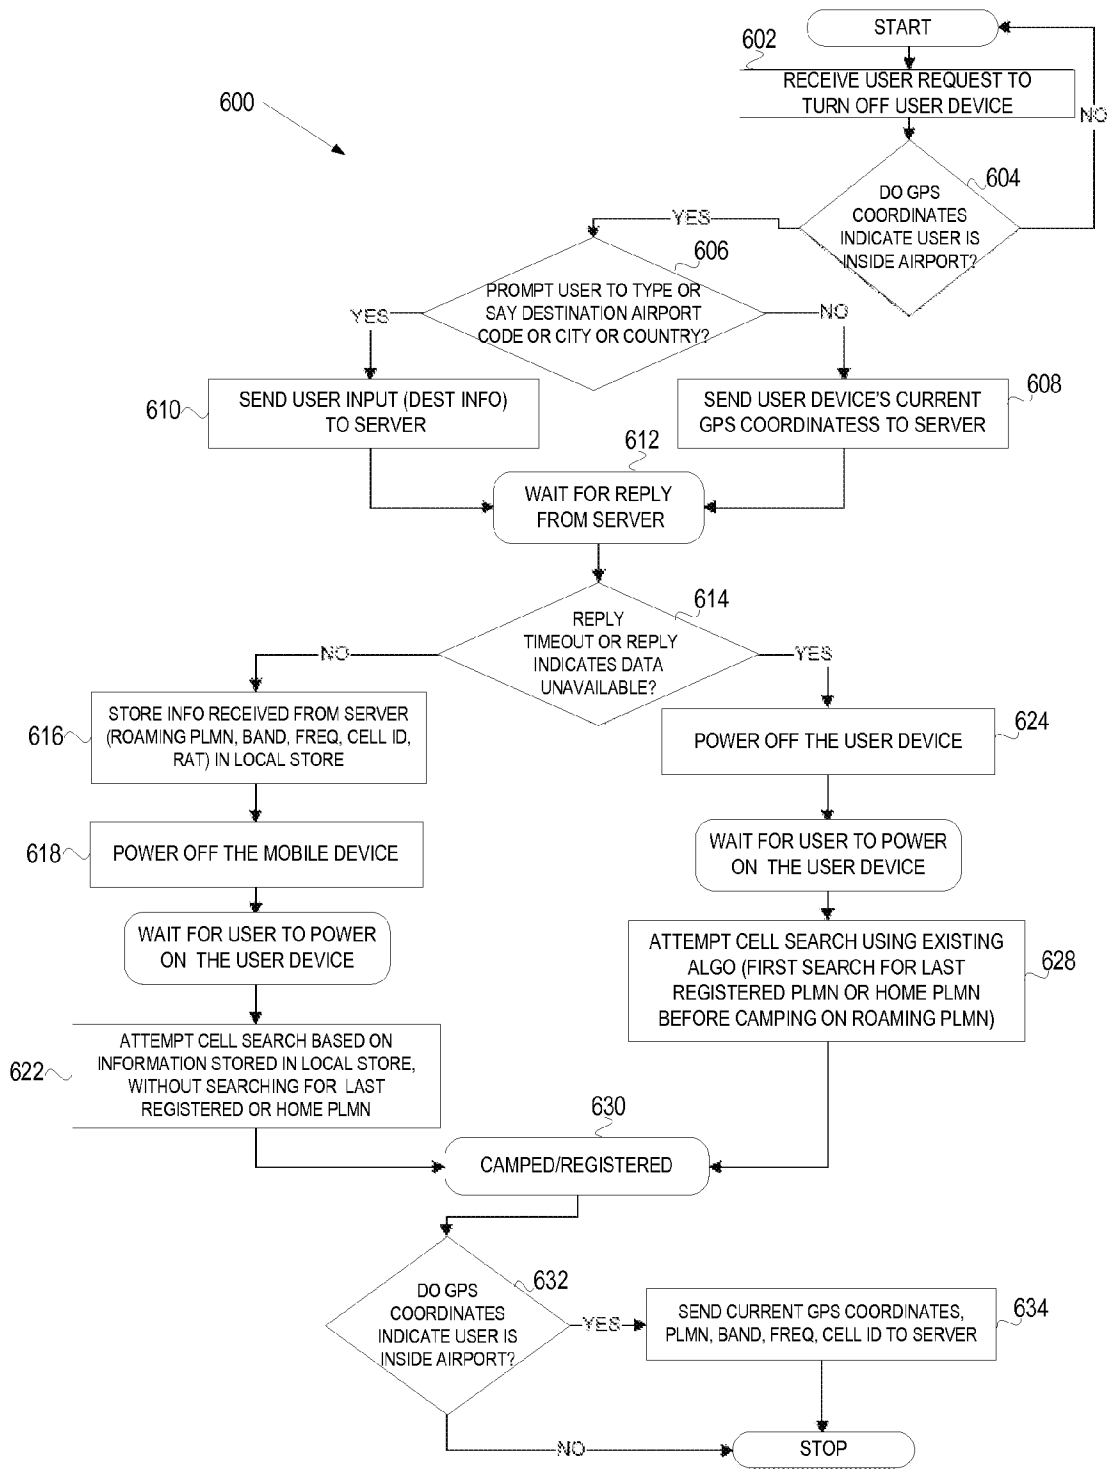 START
602
RECEIVE USER REQUEST TO
TURN OFF USER DEVICE
NO
600
604
DO GPS
COORDINATES
INDICATE USER IS
INSIDE AIRPORT?
YES
606
PROMPT USER TO TYPE OR
SAY DESTINATION AIRPORT
CODE OR CITY OR COUNTRY?
YES
NO
610
SEND USER INPUT (DEST INFO)
TO SERVER
608
SEND USER DEVICE'S CURRENT
GPS COORDINATESS TO SERVER
612
WAIT FOR REPLY
FROM SERVER
614
REPLY
TIMEOUT OR REPLY
INDICATES DATA
UNAVAILABLE?
NO
YES
616
STORE INFO RECEIVED FROM SERVER
(ROAMING PLMN, BAND, FREQ, CELL ID,
RAT) IN LOCAL STORE
624
POWER OFF THE USER DEVICE
618
POWER OFF THE MOBILE DEVICE
WAIT FOR USER TO POWER
ON THE USER DEVICE
WAIT FOR USER TO POWER
ON THE USER DEVICE
ATTEMPT CELL SEARCH USING EXISTING
ALGO (FIRST SEARCH FOR LAST
REGISTERED PLMN OR HOME PLMN
BEFORE CAMPING ON ROAMING PLMN)
628
622
ATTEMPT CELL SEARCH BASED ON
INFORMATION STORED IN LOCAL STORE,
WITHOUT SEARCHING FOR LAST
REGISTERED OR HOME PLMN
630
CAMPED/REGISTERED
632
DO GPS
COORDINATES
INDICATE USER IS
INSIDE AIRPORT?
YES
SEND CURRENT GPS COORDINATES,
PLMN, BAND, FREQ, CELL ID TO SERVER
634
NO
STOP